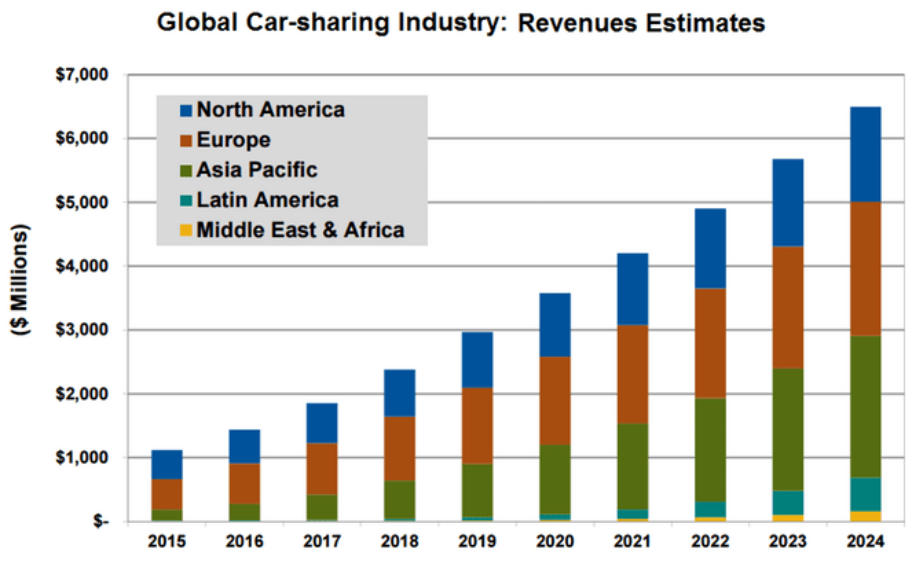 Global Car-sharing Industry: Revenues Estimates
$7,000
$6,000
$5,000
$4,000
$3,000
$2,000
$1,000
$-
($ Millions)
North America
Europe
Asia Pacific
Latin America
Middle East & Africa
2015 2016 2017 2018 2019 2020 2021 2022 2023 2024